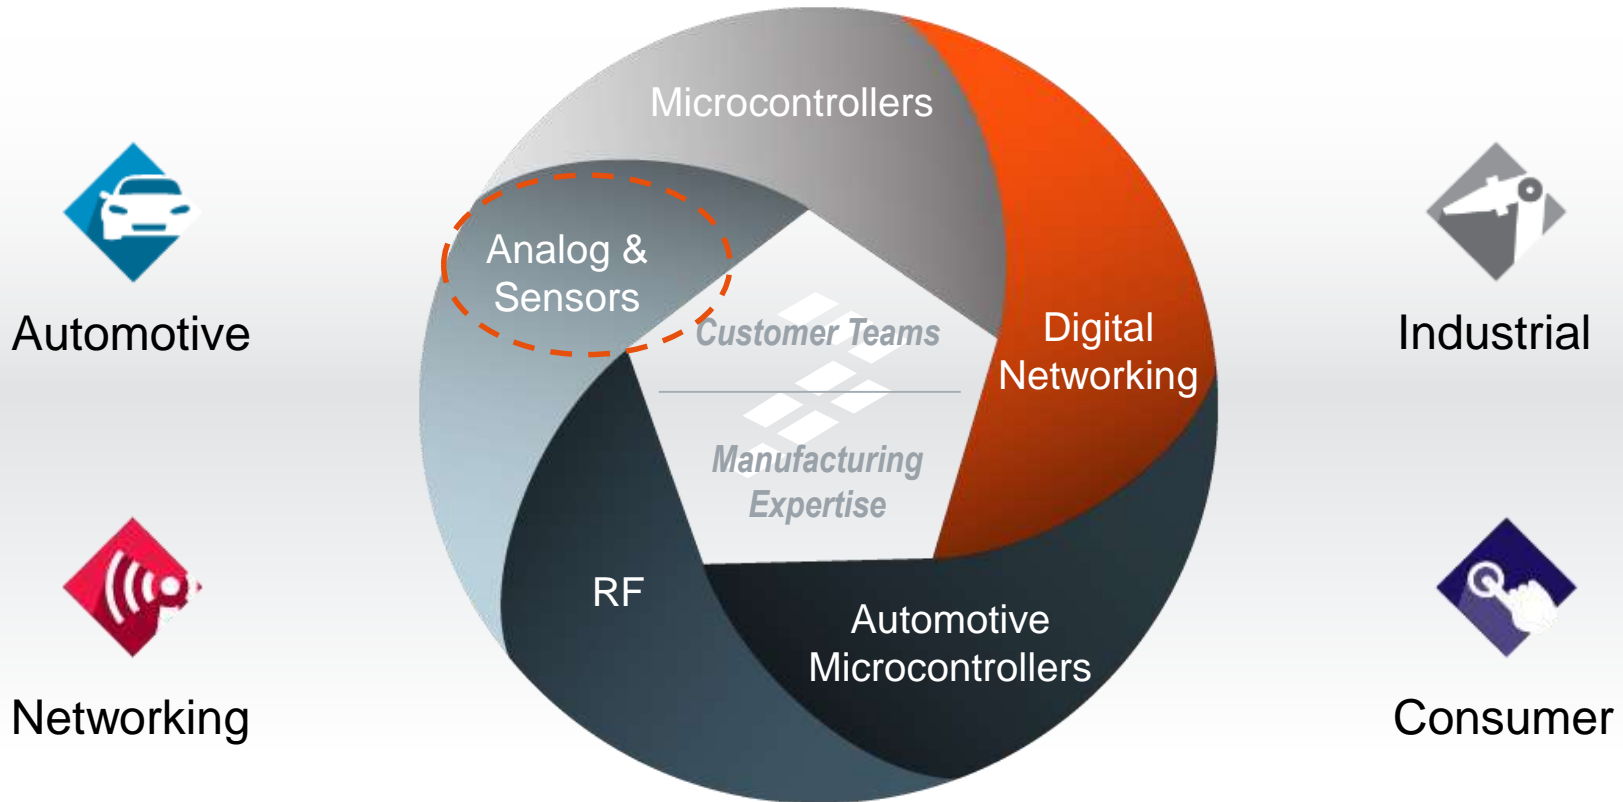 Microcontrollers
Analog &
Sensors
Customer Teams
Digital
Networking
Manufacturing
Expertise
RF
Automotive
Microcontrollers
Automotive
Networking
Industrial
Consumer